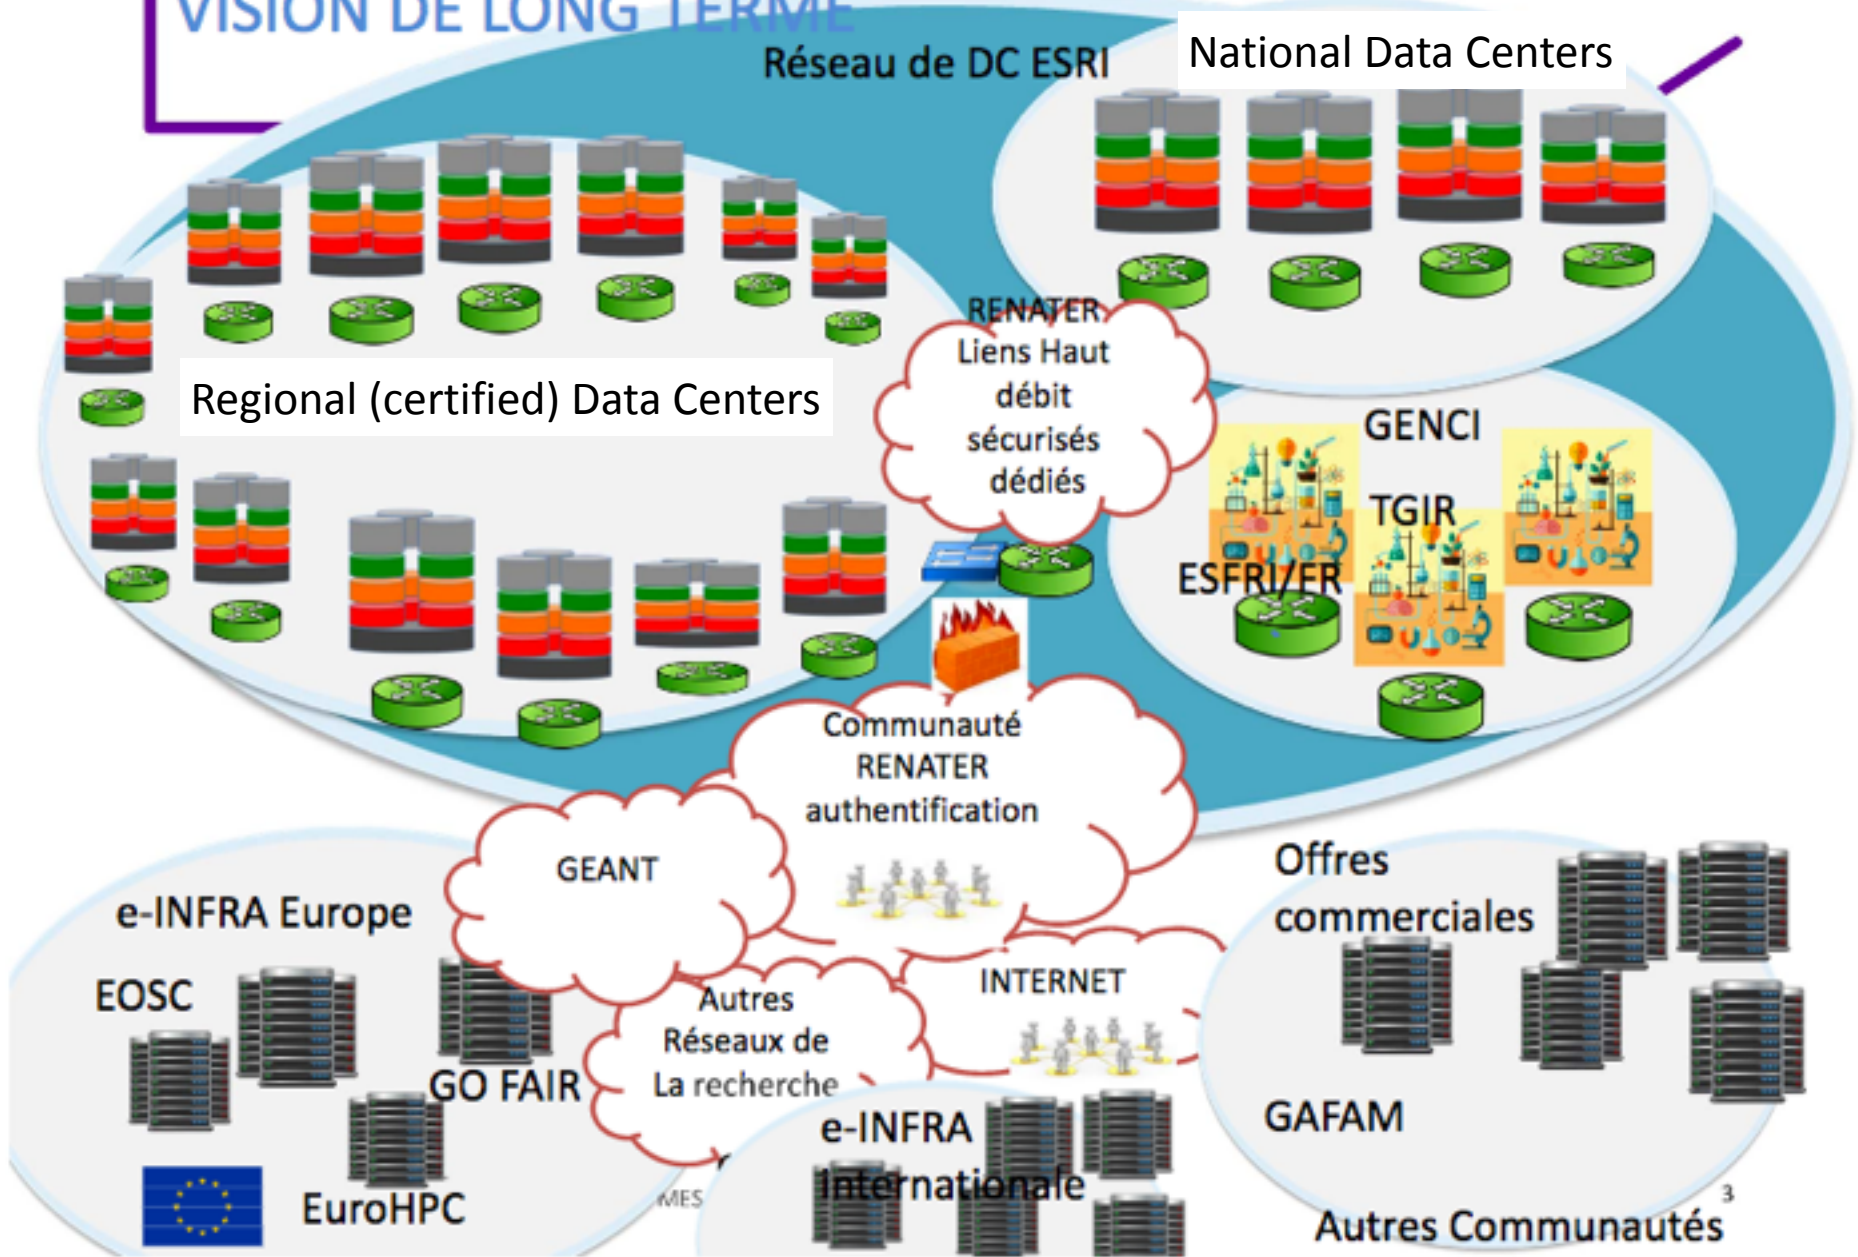 VISION DE LONG TERME
Réseau de DC ESRI
National Data Centers
Regional (certified) Data Centers
RENATER:
Liens Haut
débit
sécurisés
dédiés
GENCI
TGIR
ESFRI/FR
Communauté
RENATER
authentification
GEANT
e-INFRA Europe
EOSC
GO FAIR
EuroHPC
Autres
Réseaux de
La recherche
INTERNET
Offres
commerciales
GAFAM
Autres Communautés
e-INFRA
Internationale
MES
3